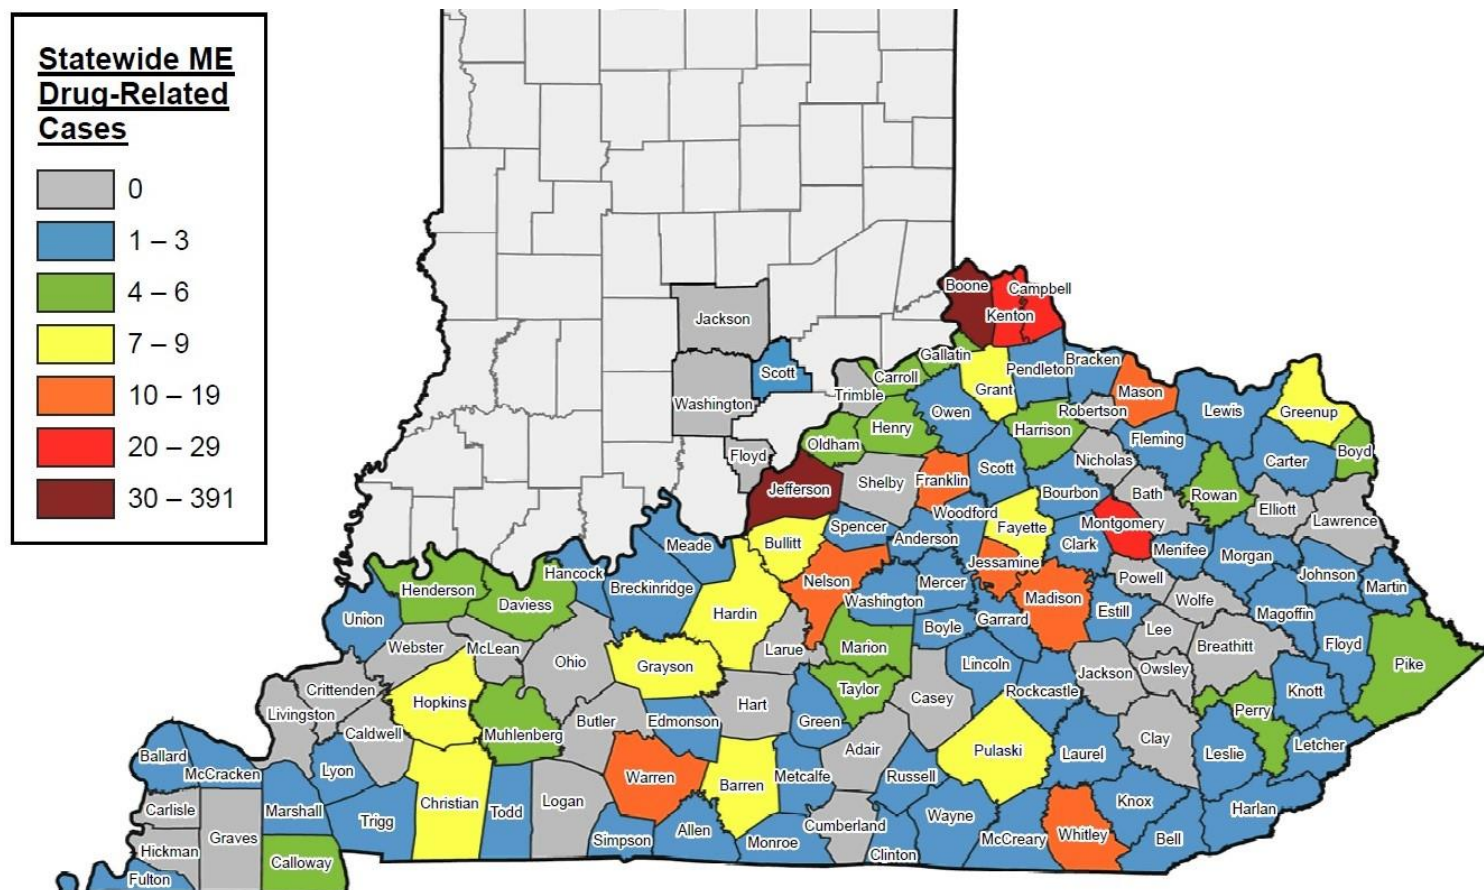 Statewide ME
Drug-Related
Cases
0
1 – 3
4 – 6
7 – 9
10 – 19
20 – 29
30 – 391
Boone
Campbell
Kenton
Jackson
Gallatin
Bracken
Pendleton
Scott
Carroll
Grant
Mason
Trimble
Washington
Owen
Robertson
Lewis
Greenup
Henry
Harrison
Fleming
Oldham
Boyd
Floyd
Nicholas
Carter
Scott
Shelby
Franklin
Jefferson
Bourbon
Bath
Rowan
Elliott
Woodford
Lawrence
Montgomery
Spencer
Fayette
Anderson
Bullitt
Meade
Clark
Menifee
Morgan
Jessamine
Hancock
Johnson
Powell
Nelson
Mercer
Breckinridge
Martin
Henderson
Madison
Washington
Wolfe
Daviess
Estill
Magoffin
Hardin
Union
Garrard
Boyle
Lee
Floyd
Webster
McLean
Marion
Breathitt
Larue
Ohio
Lincoln
Pike
Grayson
Owsley
Jackson
Crittenden
Taylor
Rockcastle
Knott
Casey
Hopkins
Hart
Perry
Livingston
Butler
Edmonson
Green
Caldwell
Muhlenberg
Clay
Letcher
Adair
Pulaski
Laurel
Leslie
Ballard
Lyon
McCracken
Warren
Metcalfe
Russell
Barren
Logan
Christian
Knox
Carlisle
Marshall
Todd
Harlan
Wayne
Trigg
Cumberland
Allen
Whitley
Graves
Simpson
McCreary
Bell
Monroe
Hickman
Clinton
Calloway
Fulton